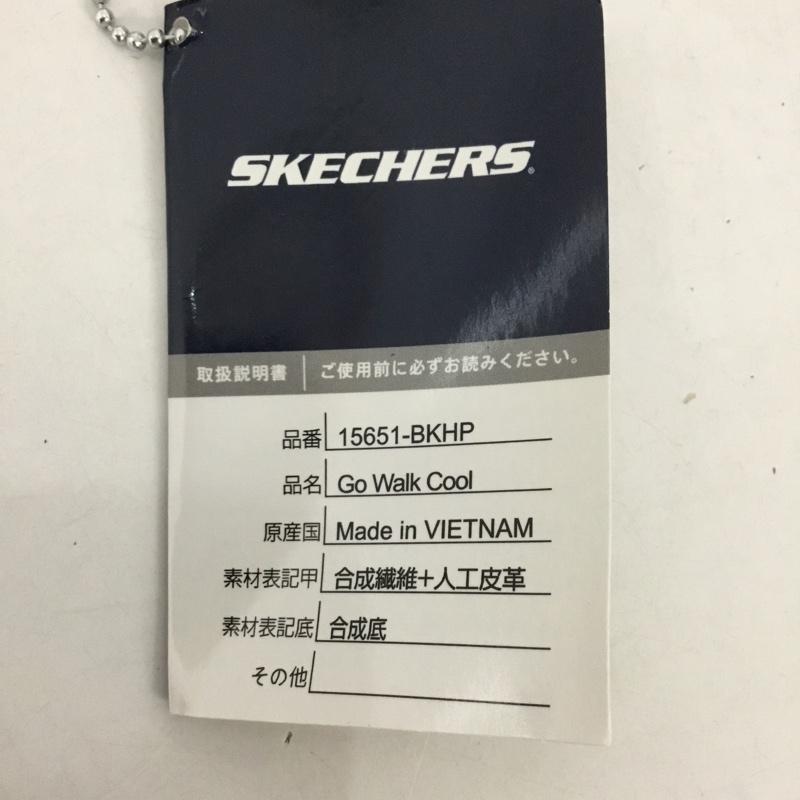 SKECHERS®
取扱説明書 ご使用前に必ずお読みください。
品番 15651-BKHP
品名 Go Walk Cool
原産国 Made in VIETNAM
素材表記甲 合成繊維+人工皮革
素材表記底 合成底
その他